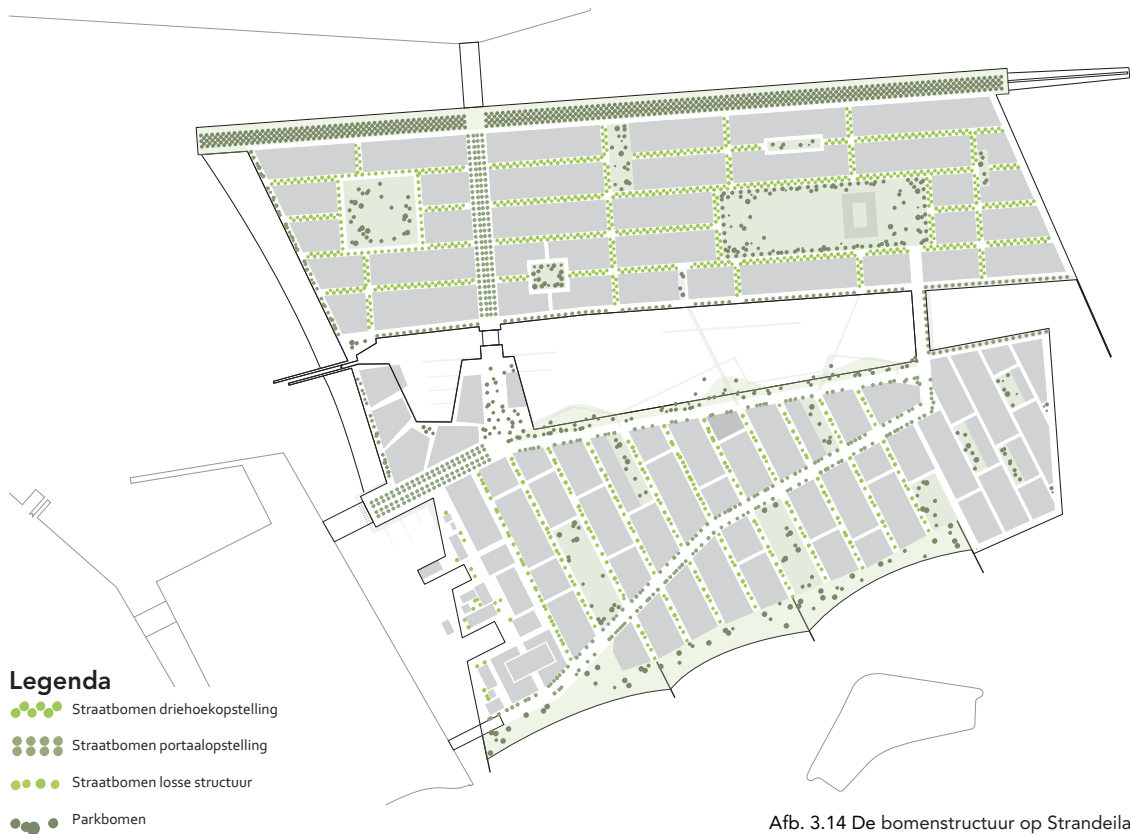 Legenda
Straatbomen driehoekopstelling
Straatbomen portaalopstelling
Straatbomen losse structuur
Parkbomen
Afb. 3.14 De bomenstructuur op Strandeila